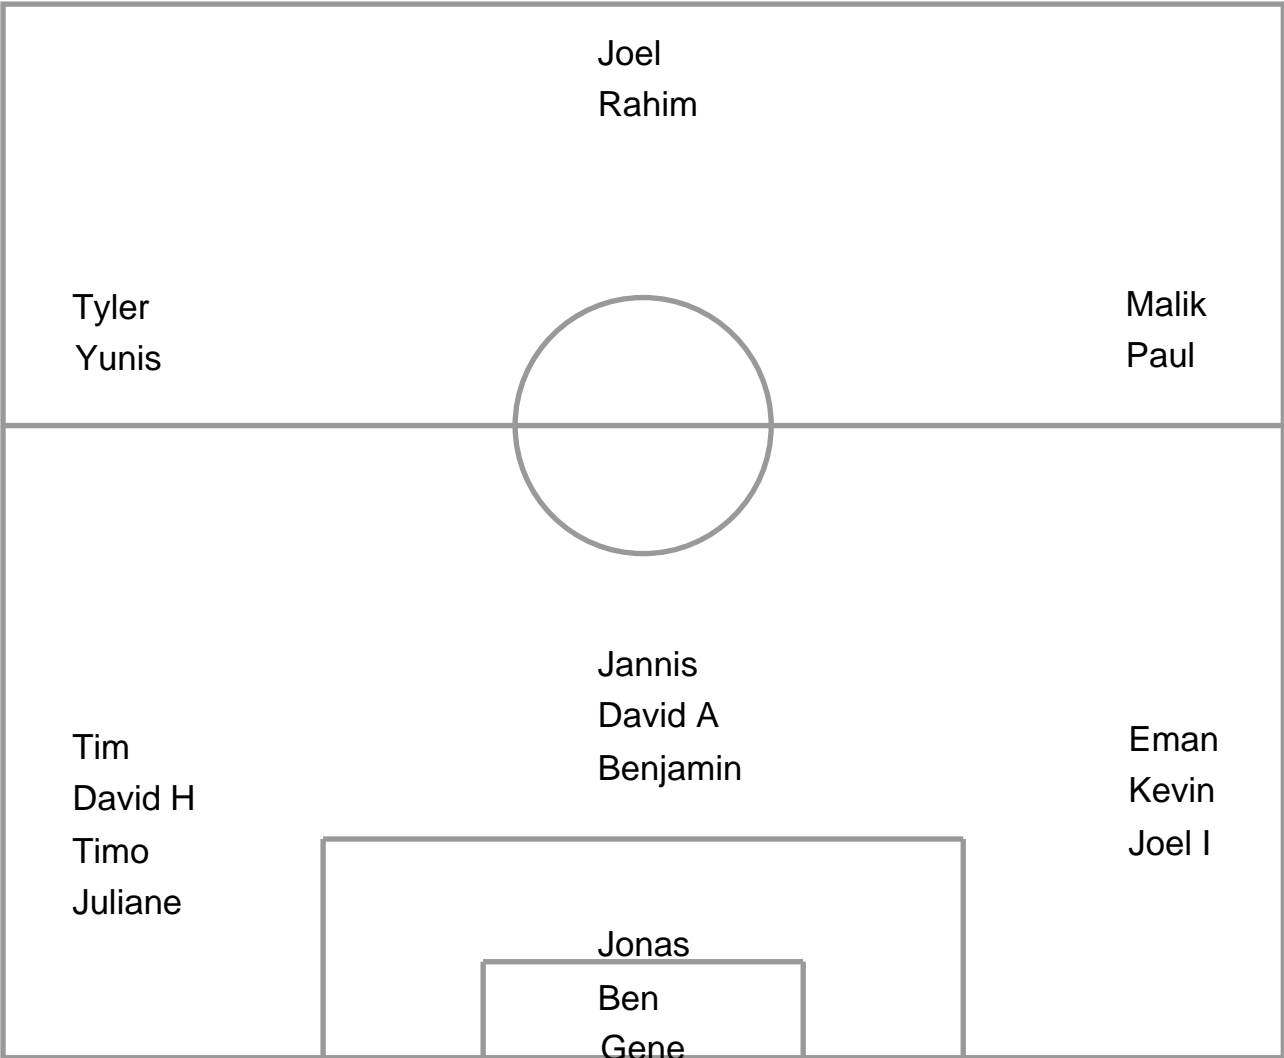 Joel
Rahim
Tyler
Yunis
Malik
Paul
Jannis
David A
Benjamin
Tim
David H
Timo
Juliane
Eman
Kevin
Joel I
Jonas
Ben
Gene